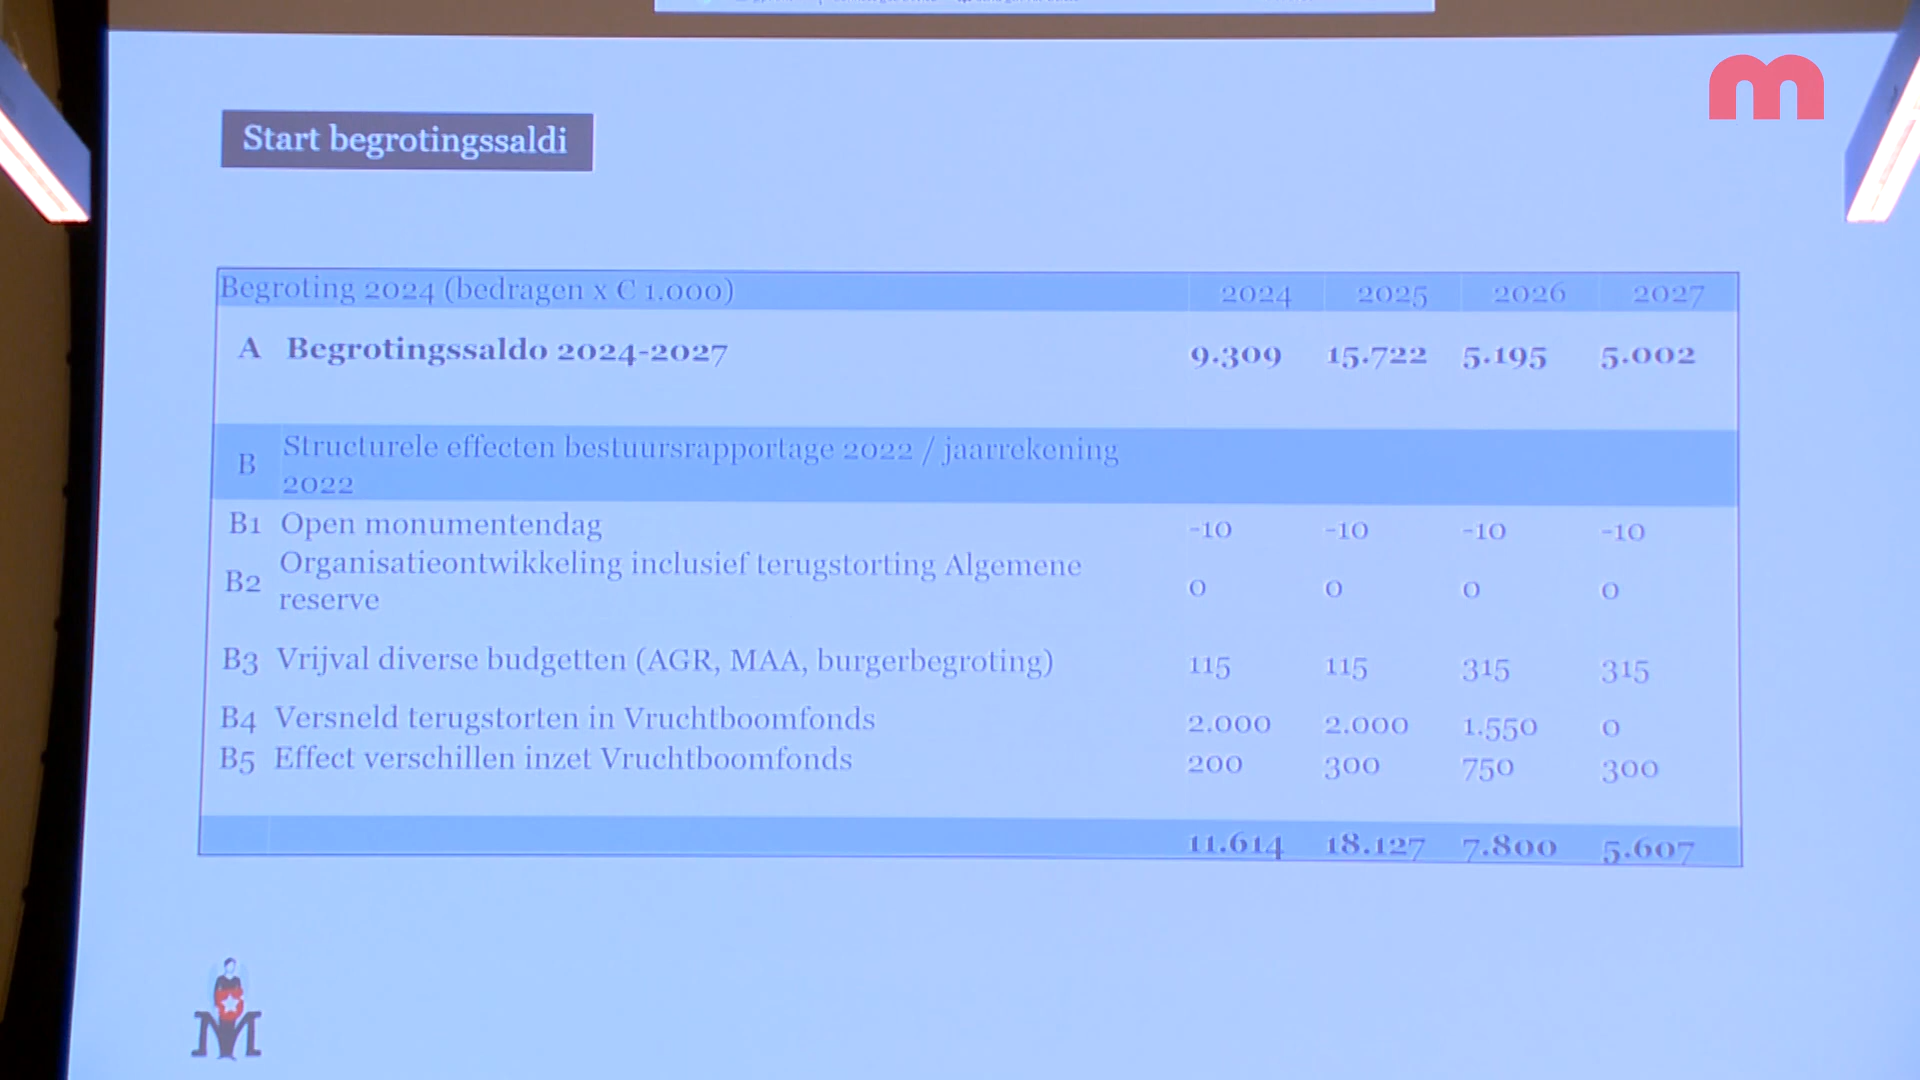 m
Start begrotingssaldi
Begroting 2024 (bedragen x € 1.000) 2024 2025 2026 2027
A Begrotingssaldo 2024-2027 9.309 15.722 5.195 5.002
B Structurele effecten bestuursrapportage 2022 / jaarrekening
2022
B1 Open monumentendag -10 -10 -10 -10
B2 Organisatieontwikkeling inclusief terugstorting Algemene
reserve 0 0 0 0
B3 Vrijval diverse budgetten (AGR, MAA, burgerbegroting) 115 115 315 315
B4 Versneld terugstorten in Vruchtboomfonds 2.000 2.000 1.550 0
B5 Effect verschillen inzet Vruchtboomfonds 200 300 750 300
11.614 18.127 7.800 5.607
M